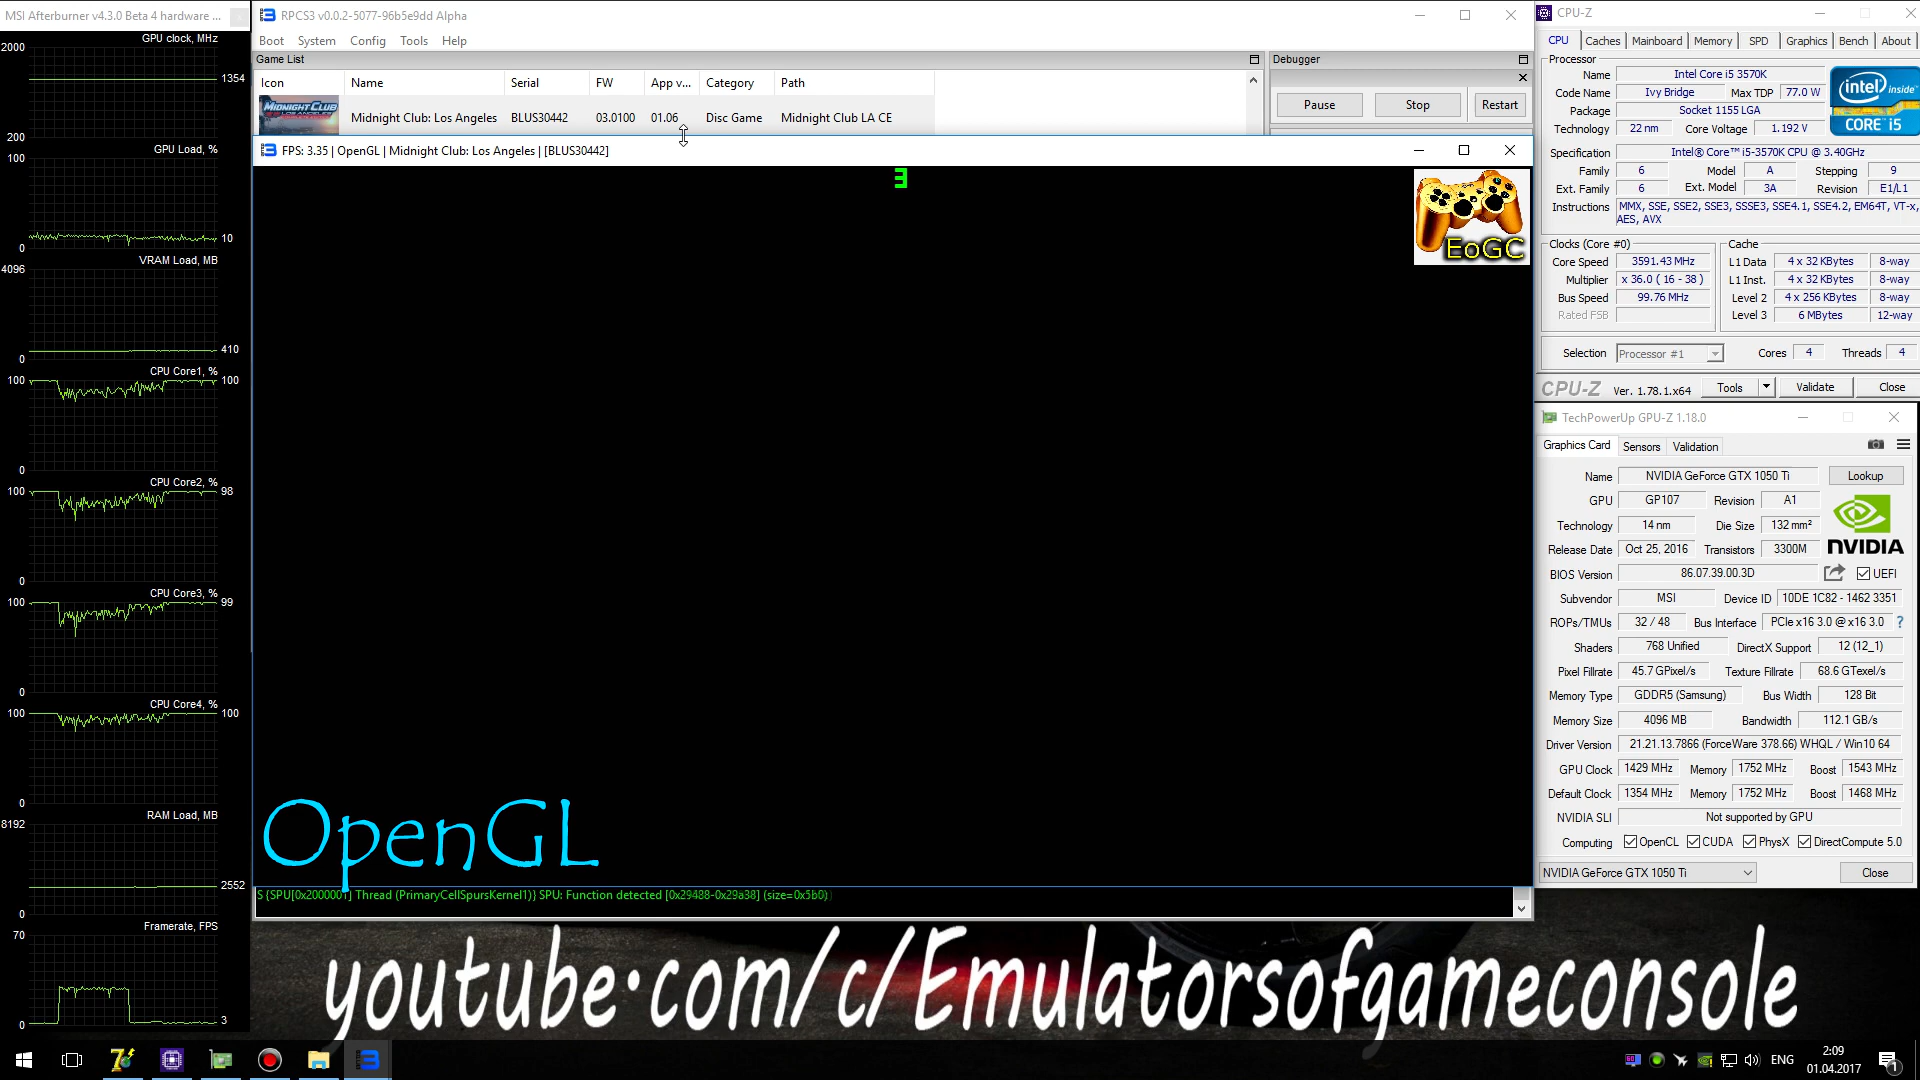 MSI Afterburner v4.3.0 Beta 4 hardware ...
GPU clock, MHz
2000
1354
200
GPU Load, %
100
10
0
VRAM Load, MB
4096
410
0
CPU Core1, %
100
100
0
CPU Core2, %
100
98
0
CPU Core3, %
100
99
0
CPU Core4, %
100
100
0
RAM Load, MB
8192
2552
0
Framerate, FPS
70
3
0
RPCS3 v0.0.2-5077-96b5e9dd Alpha
Boot System Config Tools Help
Game List
Icon Name Serial FW App v... Category Path
MIDNIGHT CLUB
Midnight Club: Los Angeles BLUS30442 03.0100 01.06 Disc Game Midnight Club LA CE
Debugger
Pause Stop Restart
FPS: 3.35 | OpenGL | Midnight Club: Los Angeles | [BLUS30442]
3
EoGC
OpenGL
S {SPU[0x2000001] Thread (PrimaryCellSpursKernel1)} SPU: Function detected [0x29488-0x29a38] (size=0x5b0)
youtube.com/c/Emulatorsofgameconsole
CPU-Z
CPU Caches Mainboard Memory SPD Graphics Bench About
Processor
Name Intel Core i5 3570K
Code Name Ivy Bridge Max TDP 77.0 W
Package Socket 1155 LGA
Technology 22 nm Core Voltage 1.192 V
intel inside™
CORE™ i5
Specification Intel® Core™ i5-3570K CPU @ 3.40GHz
Family 6 Model A Stepping 9
Ext. Family 6 Ext. Model 3A Revision E1/L1
Instructions MMX, SSE, SSE2, SSE3, SSSE3, SSE4.1, SSE4.2, EM64T, VT-x,
AES, AVX
Clocks (Core #0)
Core Speed 3591.43 MHz
Multiplier x 36.0 ( 16 - 38 )
Bus Speed 99.76 MHz
Rated FSB
Cache
L1 Data 4 x 32 KBytes 8-way
L1 Inst. 4 x 32 KBytes 8-way
Level 2 4 x 256 KBytes 8-way
Level 3 6 MBytes 12-way
Selection Processor #1 Cores 4 Threads 4
CPU-Z Ver. 1.78.1.x64 Tools Validate Close
TechPowerUp GPU-Z 1.18.0
Graphics Card Sensors Validation
Name NVIDIA GeForce GTX 1050 Ti Lookup
GPU GP107 Revision A1
Technology 14 nm Die Size 132 mm²
Release Date Oct 25, 2016 Transistors 3300M
NVIDIA
BIOS Version 86.07.39.00.3D UEFI
Subvendor MSI Device ID 10DE 1C82 - 1462 3351
ROPs/TMUs 32 / 48 Bus Interface PCIe x16 3.0 @ x16 3.0 ?
Shaders 768 Unified DirectX Support 12 (12_1)
Pixel Fillrate 45.7 GPixel/s Texture Fillrate 68.6 GTexel/s
Memory Type GDDR5 (Samsung) Bus Width 128 Bit
Memory Size 4096 MB Bandwidth 112.1 GB/s
Driver Version 21.21.13.7866 (ForceWare 378.66) WHQL / Win10 64
GPU Clock 1429 MHz Memory 1752 MHz Boost 1543 MHz
Default Clock 1354 MHz Memory 1752 MHz Boost 1468 MHz
NVIDIA SLI Not supported by GPU
Computing OpenCL CUDA PhysX DirectCompute 5.0
NVIDIA GeForce GTX 1050 Ti Close
ENG
2:09
01.04.2017
1